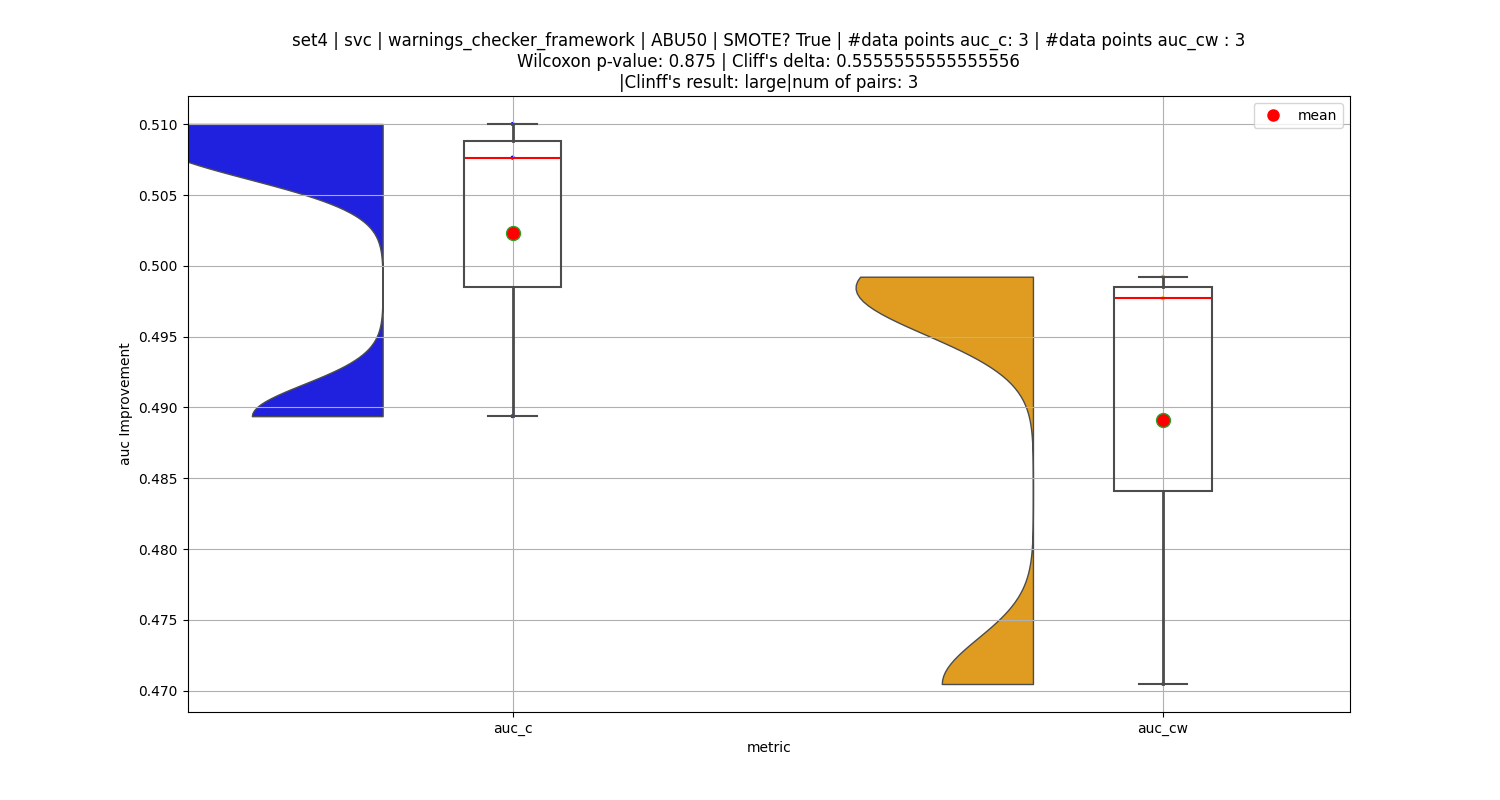 set4 | svc | warnings_checker_framework | ABU50 | SMOTE? True | #data points auc_c: 3 | #data points auc_cw : 3
Wilcoxon p-value: 0.875 | Cliff's delta: 0.5555555555555556
|Clinff's result: large|num of pairs: 3
mean
0.510
0.505
0.500
0.495
0.490
0.485
0.480
0.475
0.470
auc Improvement
auc_c
auc_cw
metric